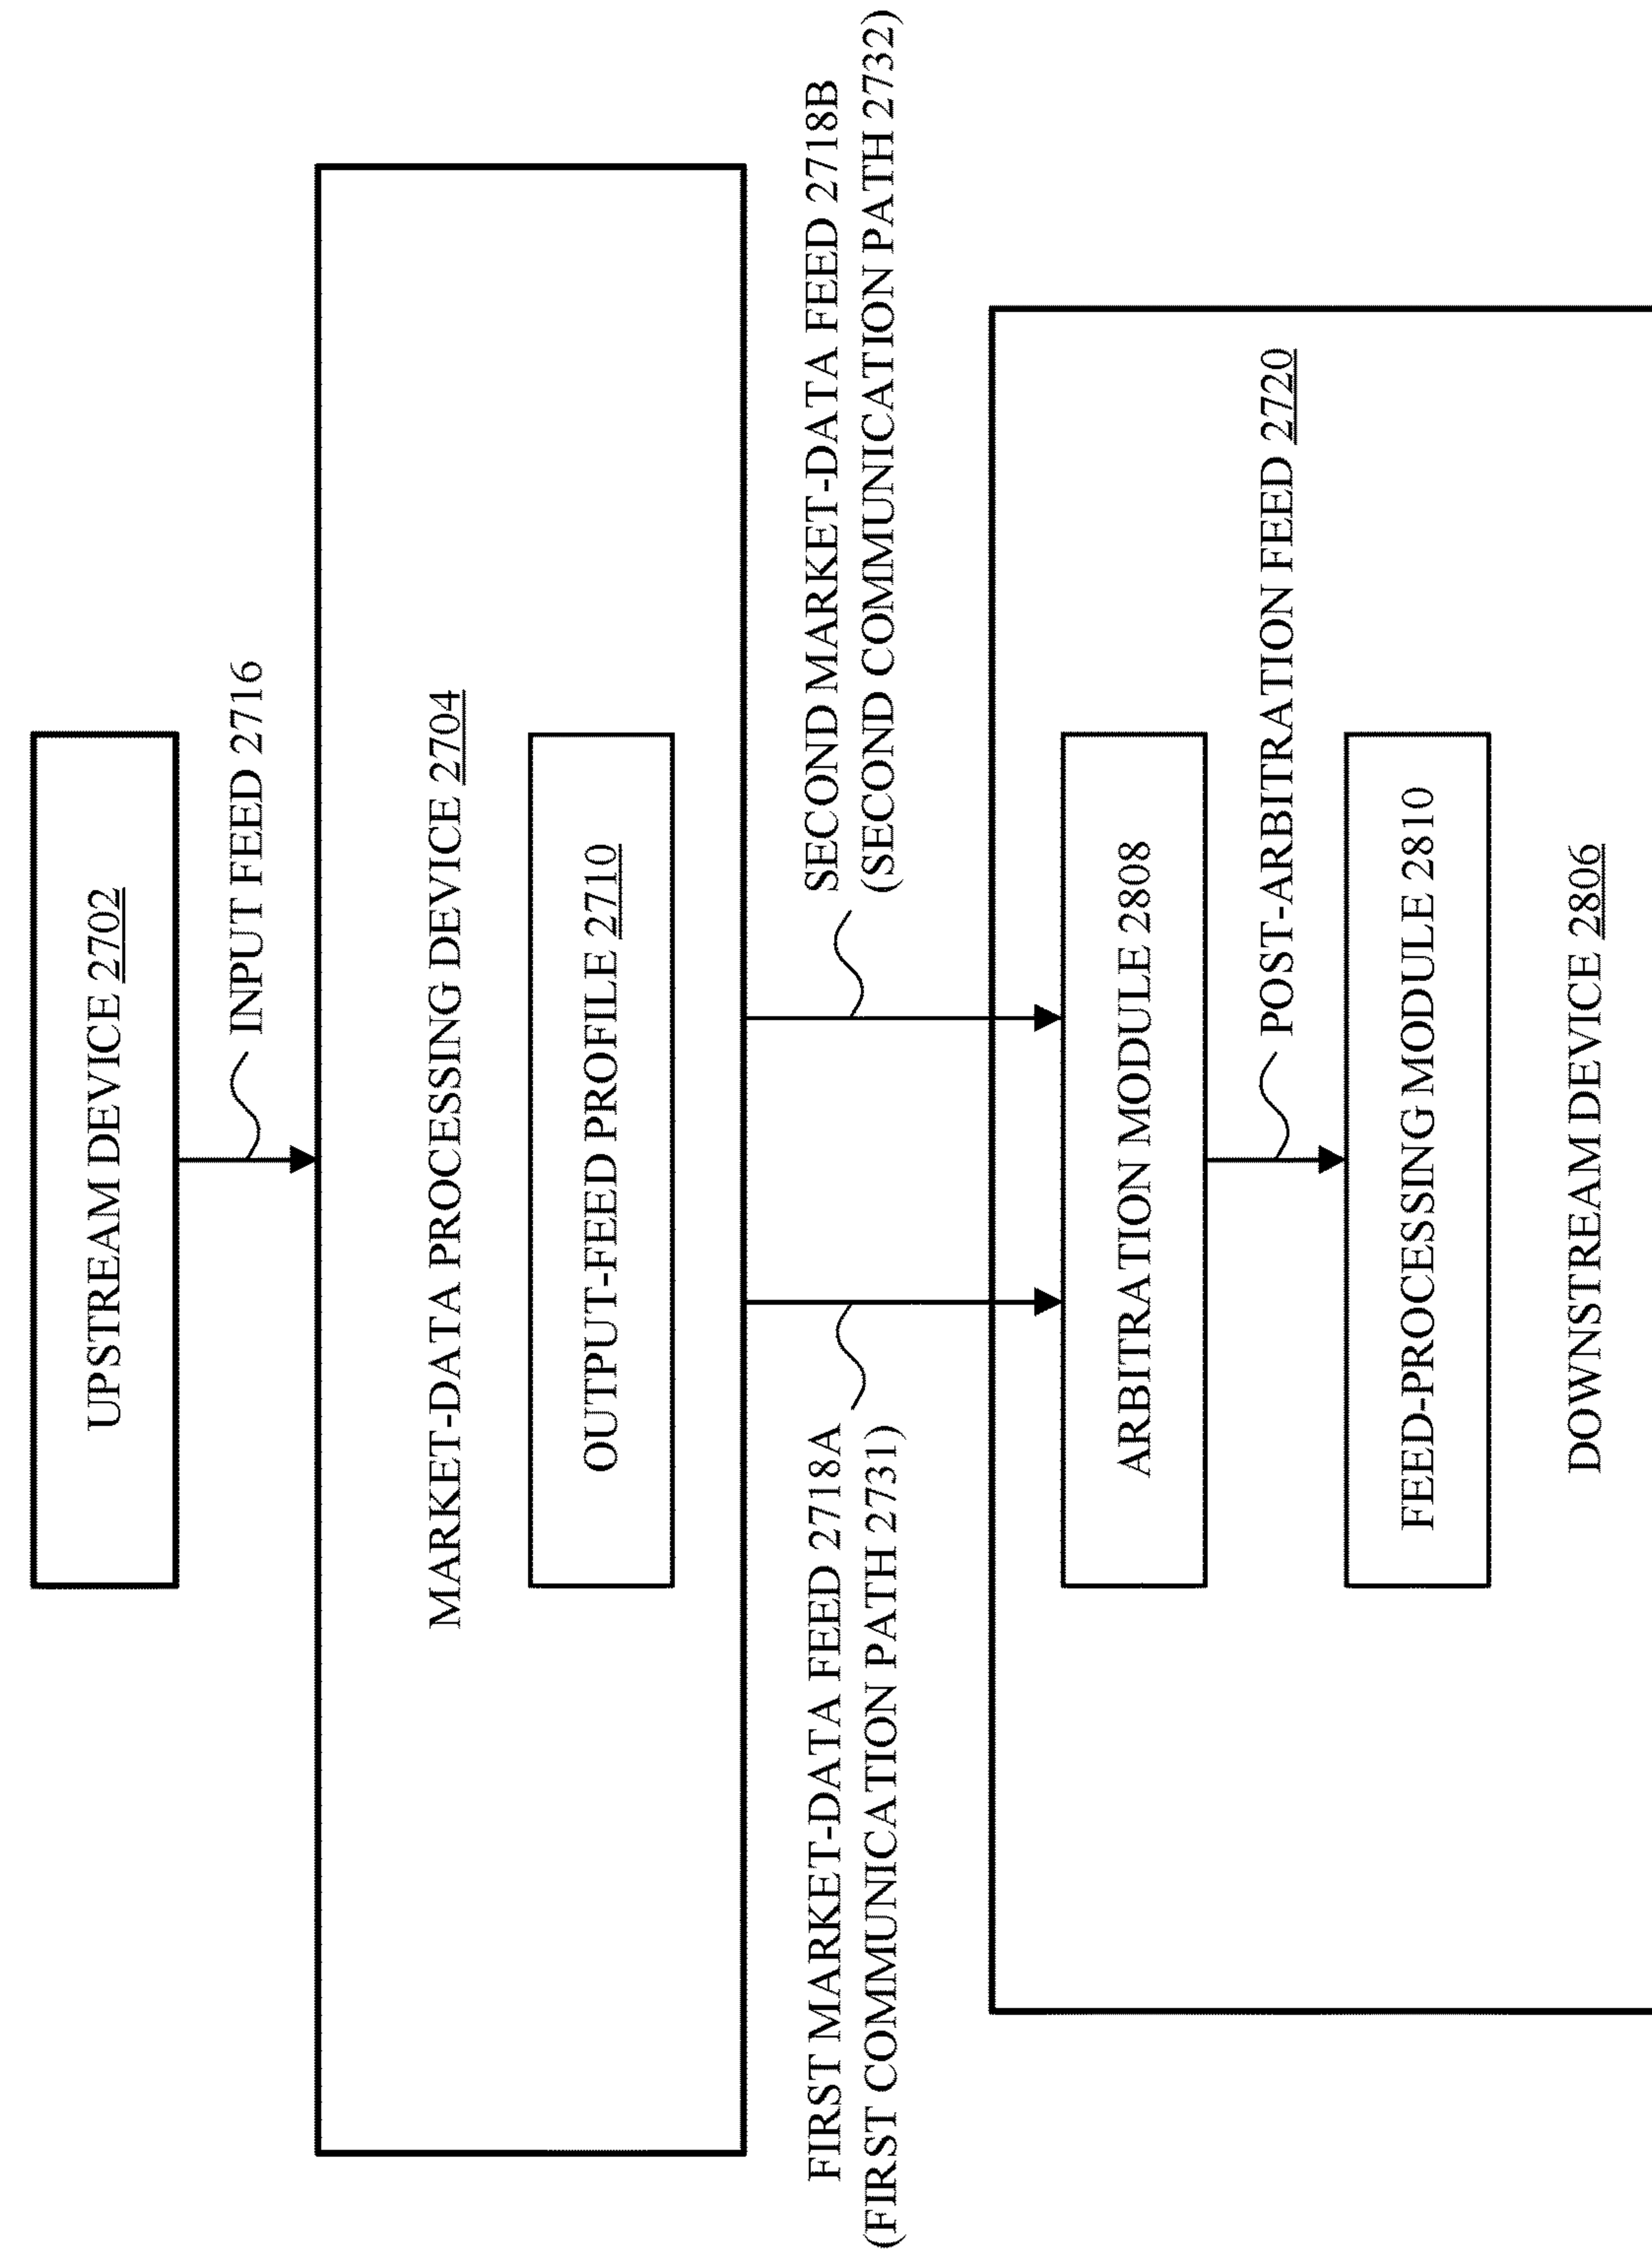 UPSTREAM DEVICE 2702
INPUT FEED 2716
MARKET-DATA PROCESSING DEVICE 2704
OUTPUT-FEED PROFILE 2710
FIRST MARKET-DATA FEED 2718A
(FIRST COMMUNICATION PATH 2731)
SECOND MARKET-DATA FEED 2718B
(SECOND COMMUNICATION PATH 2732)
ARBITRATION MODULE 2808
POST-ARBITRATION FEED 2720
FEED-PROCESSING MODULE 2810
DOWNSTREAM DEVICE 2806